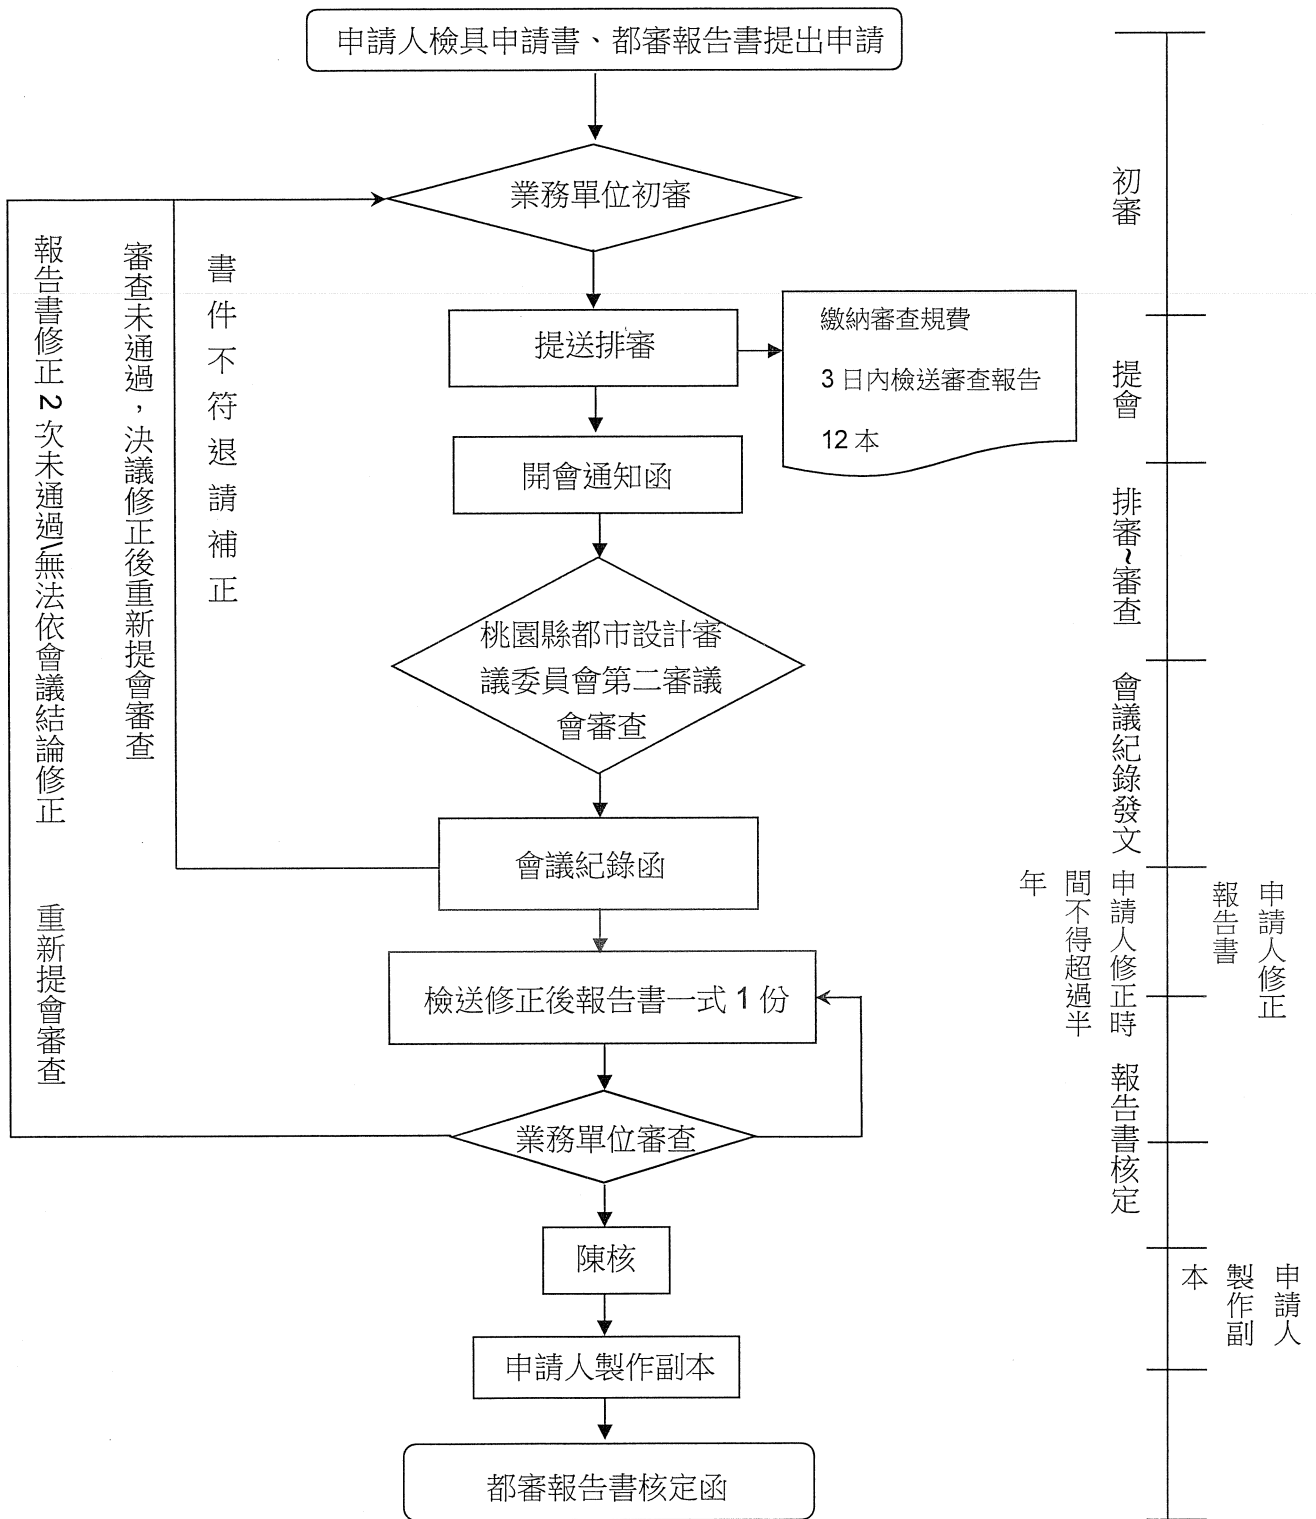 申請人檢具申請書、都審報告書提出申請
業務單位初審
提送排審
繳納審查規費
3 日內檢送審查報告
12 本
開會通知函
桃園縣都市設計審
議委員會第二審議
會審查
會議紀錄函
檢送修正後報告書一式 1 份
業務單位審查
陳核
申請人製作副本
都審報告書核定函
書件不符退請補正
審查未通過，決議修正後重新提會審查
報告書修正 2 次未通過\無法依會議結論修正
重新提會審查
初審
提會
排審~審查
會議紀錄發文
申請人修正時
間不得超過半
年
申請人修正
報告書
報告書核定
申請人
製作副
本